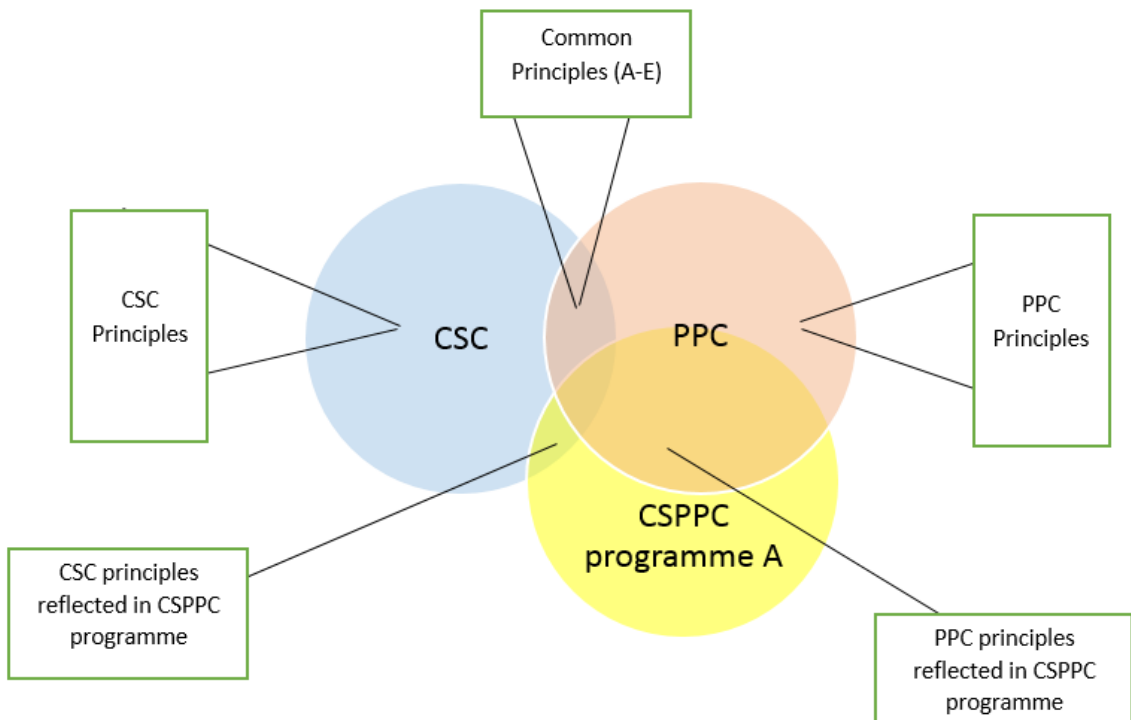 Common
Principles (A-E)
CSC
Principles
CSC
PPC
PPC
Principles
CSPPC
programme A
CSC principles
reflected in CSPPC
programme
PPC principles
reflected in CSPPC
programme